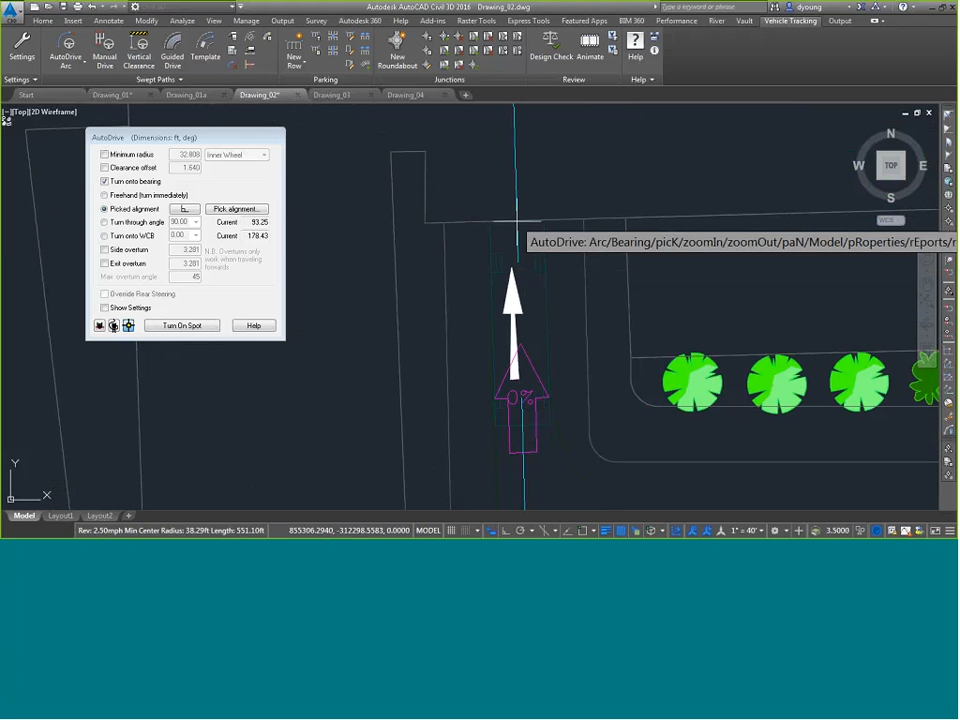 Autodesk AutoCAD Civil 3D 2016 Drawing_02.dwg
Type a keyword or phrase
dyoung
Home Insert Annotate Modify Analyze View Manage Output Survey Autodesk 360 Help Add-ins Raster Tools Express Tools Featured Apps BIM 360 Performance River Vault Vehicle Tracking Output
Settings
AutoDrive Arc
Manual Drive
Vertical Clearance
Guided Drive
Template
New Row
New Roundabout
Design Check
Animate
Help
Settings Swept Paths Parking Junctions Review Help
Start Drawing_01* Drawing_01a Drawing_02* Drawing_03 Drawing_04
[−][Top][2D Wireframe]
AutoDrive (Dimensions: ft, deg)
Minimum radius 32.808 Inner Wheel
Clearance offset 1.640
Turn onto bearing
Freehand (turn immediately)
Picked alignment Pick alignment...
Turn through angle 90.00 Current 93.25
Turn onto WCB 0.00 Current 178.43
Side overturn 3.281 N.B. Overturns only work when traveling forwards
Exit overturn 3.281
Max. overturn angle 45
Override Rear Steering
Show Settings
Turn On Spot
Help
N
W TOP E
S
WCS
AutoDrive: Arc/Bearing/picK/zoomIn/zoomOut/paN/Model/pRoperties/rEports/r
0%
Y
X
Model Layout1 Layout2
Rev: 2.50mph Min Center Radius: 38.29ft Length: 551.10ft 855306.2940, -312298.5583, 0.0000 MODEL 1" = 40' 3.5000